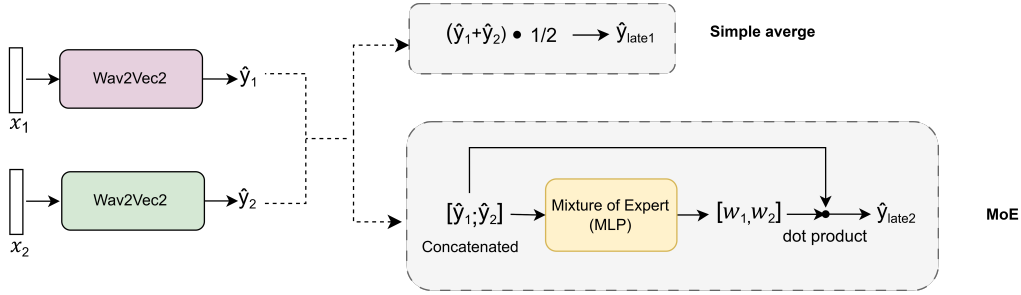 (ŷ₁+ŷ₂) • 1/2
ŷlate1
Simple averge
Wav2Vec2
ŷ₁
x₁
Wav2Vec2
ŷ₂
x₂
[ŷ₁;ŷ₂]
Concatenated
Mixture of Expert
(MLP)
[w₁,w₂]
dot product
ŷlate2
MoE